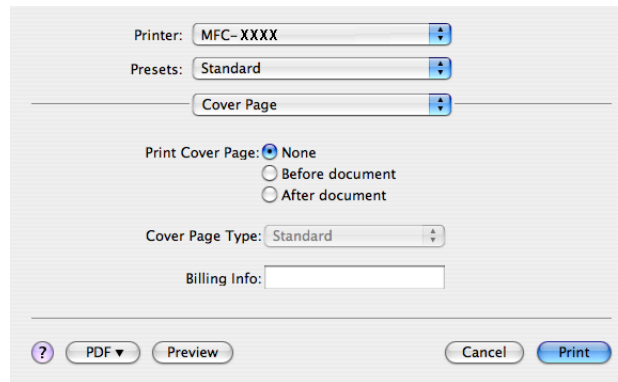 Printer: MFC-XXXX
Presets: Standard
Cover Page
Print Cover Page: None
Before document
After document
Cover Page Type: Standard
Billing Info:
? PDF ▼ Preview Cancel Print